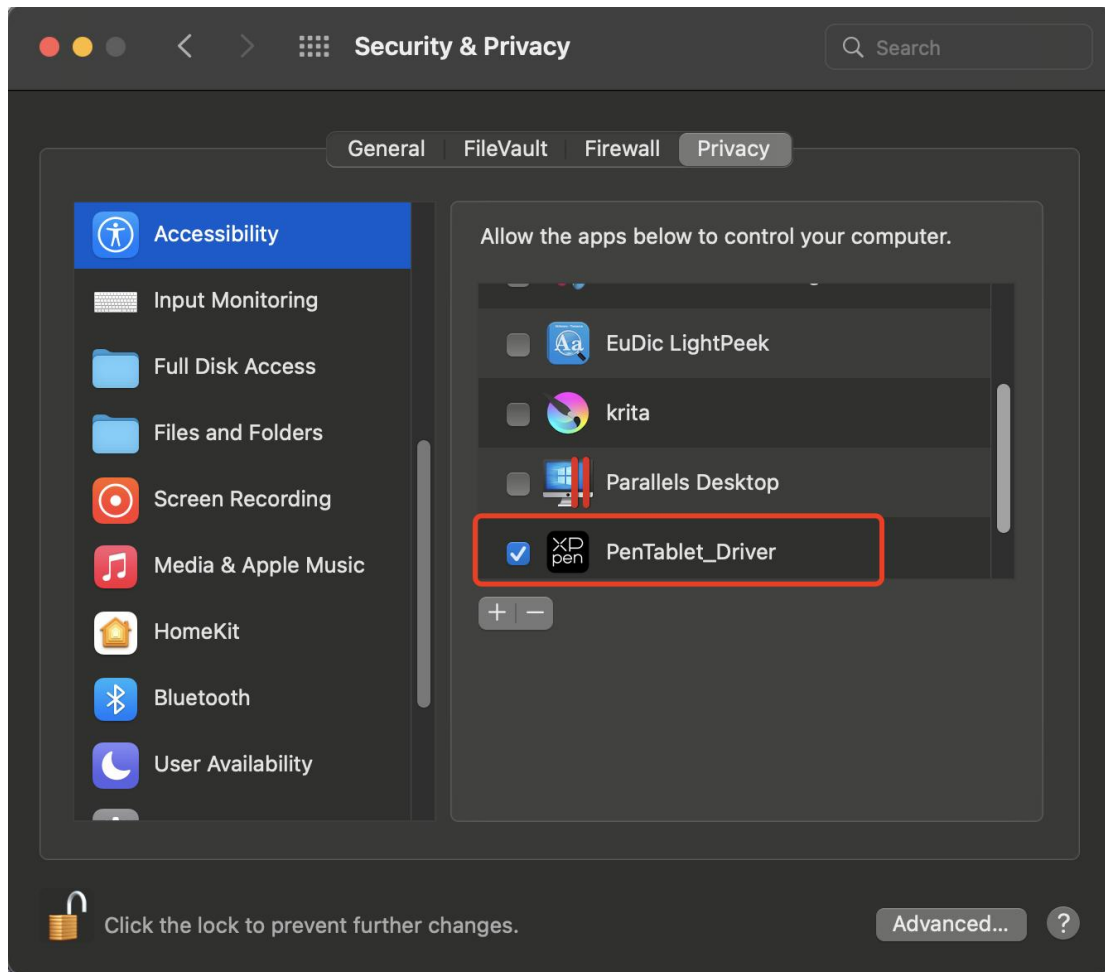 Security & Privacy
Search
General FileVault Firewall Privacy
Accessibility
Input Monitoring
Full Disk Access
Files and Folders
Screen Recording
Media & Apple Music
HomeKit
Bluetooth
User Availability
Allow the apps below to control your computer.
Aa EuDic LightPeek
krita
Parallels Desktop
XP
pen
PenTablet_Driver
+ −
Click the lock to prevent further changes.
Advanced... ?